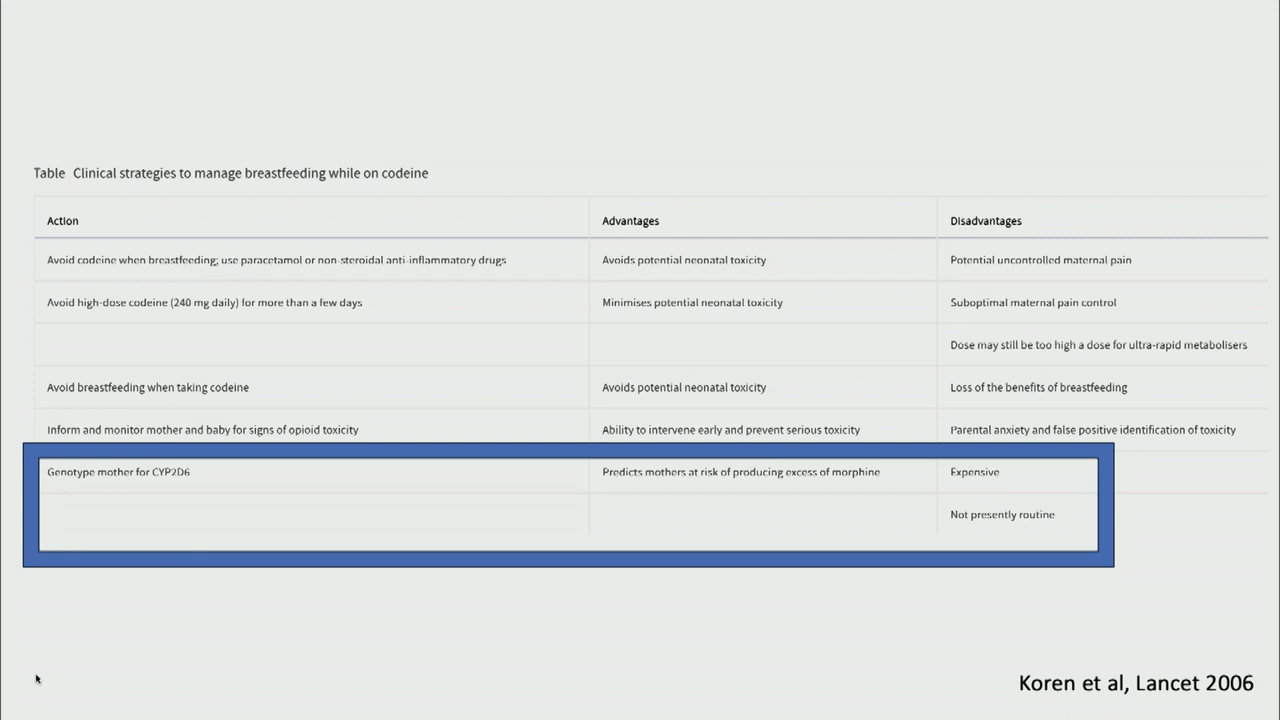 Table Clinical strategies to manage breastfeeding while on codeine
Action Advantages Disadvantages
Avoid codeine when breastfeeding; use paracetamol or non-steroidal anti-inflammatory drugs Avoids potential neonatal toxicity Potential uncontrolled maternal pain
Avoid high-dose codeine (240 mg daily) for more than a few days Minimises potential neonatal toxicity Suboptimal maternal pain control
Dose may still be too high a dose for ultra-rapid metabolisers
Avoid breastfeeding when taking codeine Avoids potential neonatal toxicity Loss of the benefits of breastfeeding
Inform and monitor mother and baby for signs of opioid toxicity Ability to intervene early and prevent serious toxicity Parental anxiety and false positive identification of toxicity
Genotype mother for CYP2D6 Predicts mothers at risk of producing excess of morphine Expensive
Not presently routine
Koren et al, Lancet 2006